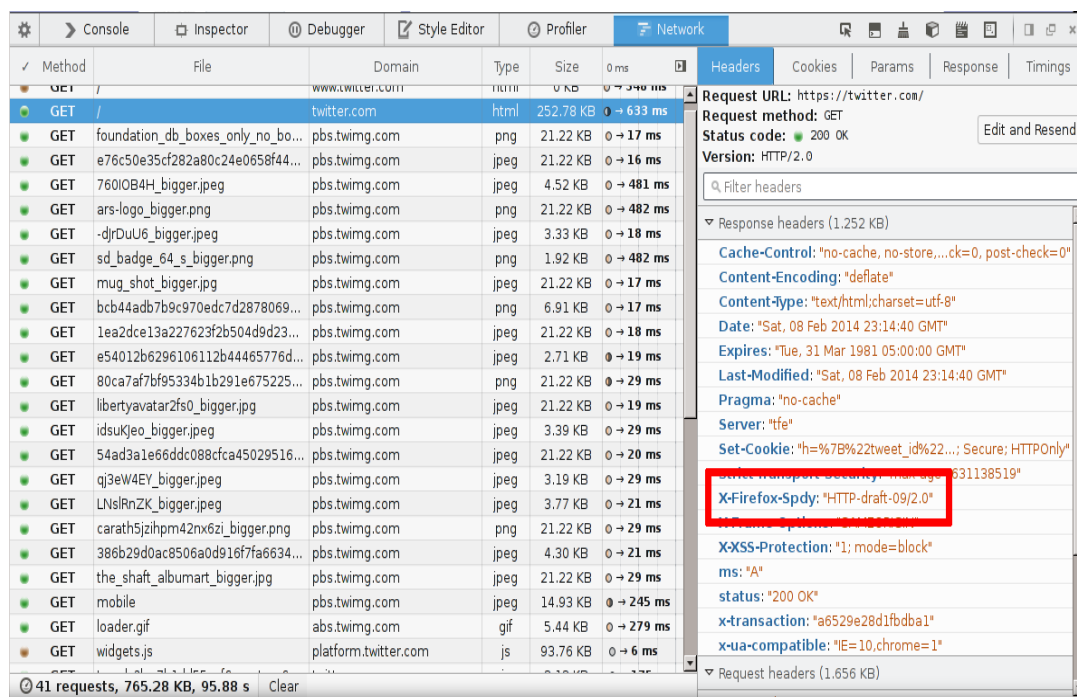 Console Inspector Debugger Style Editor Profiler Network
✓ Method File Domain Type Size 0 ms
GET / www.twitter.com html 0 KB → 346 ms
GET / twitter.com html 252.78 KB → 633 ms
GET foundation_db_boxes_only_no_bo... pbs.twimg.com png 21.22 KB → 17 ms
GET e76c50e35cf282a80c24e0658f44... pbs.twimg.com jpeg 21.22 KB → 16 ms
GET 760IOB4H_bigger.jpeg pbs.twimg.com jpeg 4.52 KB → 481 ms
GET ars-logo_bigger.png pbs.twimg.com png 21.22 KB → 482 ms
GET -djrDuU6_bigger.jpeg pbs.twimg.com jpeg 3.33 KB → 18 ms
GET sd_badge_64_s_bigger.png pbs.twimg.com png 1.92 KB → 482 ms
GET mug_shot_bigger.jpg pbs.twimg.com jpeg 21.22 KB → 17 ms
GET bcb44adb7b9c970edc7d2878069... pbs.twimg.com png 6.91 KB → 17 ms
GET 1ea2dce13a227623f2b504d9d23... pbs.twimg.com jpeg 21.22 KB → 18 ms
GET e54012b6296106112b44465776d... pbs.twimg.com jpeg 2.71 KB → 19 ms
GET 80ca7af7bf95334b1b291e675225... pbs.twimg.com png 21.22 KB → 29 ms
GET libertyavatar2fs0_bigger.jpg pbs.twimg.com jpeg 21.22 KB → 19 ms
GET idsuKJeo_bigger.jpeg pbs.twimg.com jpeg 3.39 KB → 29 ms
GET 54ad3a1e66ddc088cfca45029516... pbs.twimg.com jpeg 21.22 KB → 20 ms
GET qj3eW4EY_bigger.jpeg pbs.twimg.com jpeg 3.19 KB → 29 ms
GET LNslRnZK_bigger.jpeg pbs.twimg.com jpeg 3.77 KB → 21 ms
GET carath5jzihpm42nx6zi_bigger.png pbs.twimg.com png 21.22 KB → 29 ms
GET 386b29d0ac8506a0d916f7fa6634... pbs.twimg.com jpeg 4.30 KB → 21 ms
GET the_shaft_albumart_bigger.jpg pbs.twimg.com jpeg 21.22 KB → 29 ms
GET mobile pbs.twimg.com jpeg 14.93 KB → 245 ms
GET loader.gif abs.twimg.com gif 5.44 KB → 279 ms
GET widgets.js platform.twitter.com js 93.76 KB → 6 ms
41 requests, 765.28 KB, 95.88 s Clear
Headers Cookies Params Response Timings
Request URL: https://twitter.com/
Request method: GET
Status code: 200 OK
Edit and Resend
Version: HTTP/2.0
Filter headers
Response headers (1.252 KB)
Cache-Control: "no-cache, no-store,...ck=0, post-check=0"
Content-Encoding: "deflate"
Content-Type: "text/html;charset=utf-8"
Date: "Sat, 08 Feb 2014 23:14:40 GMT"
Expires: "Tue, 31 Mar 1981 05:00:00 GMT"
Last-Modified: "Sat, 08 Feb 2014 23:14:40 GMT"
Pragma: "no-cache"
Server: "tfe"
Set-Cookie: "h=%7B%22tweet_id%22...; Secure; HTTPOnly"
Strict-Transport-Security: "max-age=631138519"
X-Firefox-Spdy: "HTTP-draft-09/2.0"
X-Frame-Options: "SAMEORIGIN"
X-XSS-Protection: "1; mode=block"
ms: "A"
status: "200 OK"
x-transaction: "a6529e28d1fbdba1"
x-ua-compatible: "IE=10,chrome=1"
Request headers (1.656 KB)